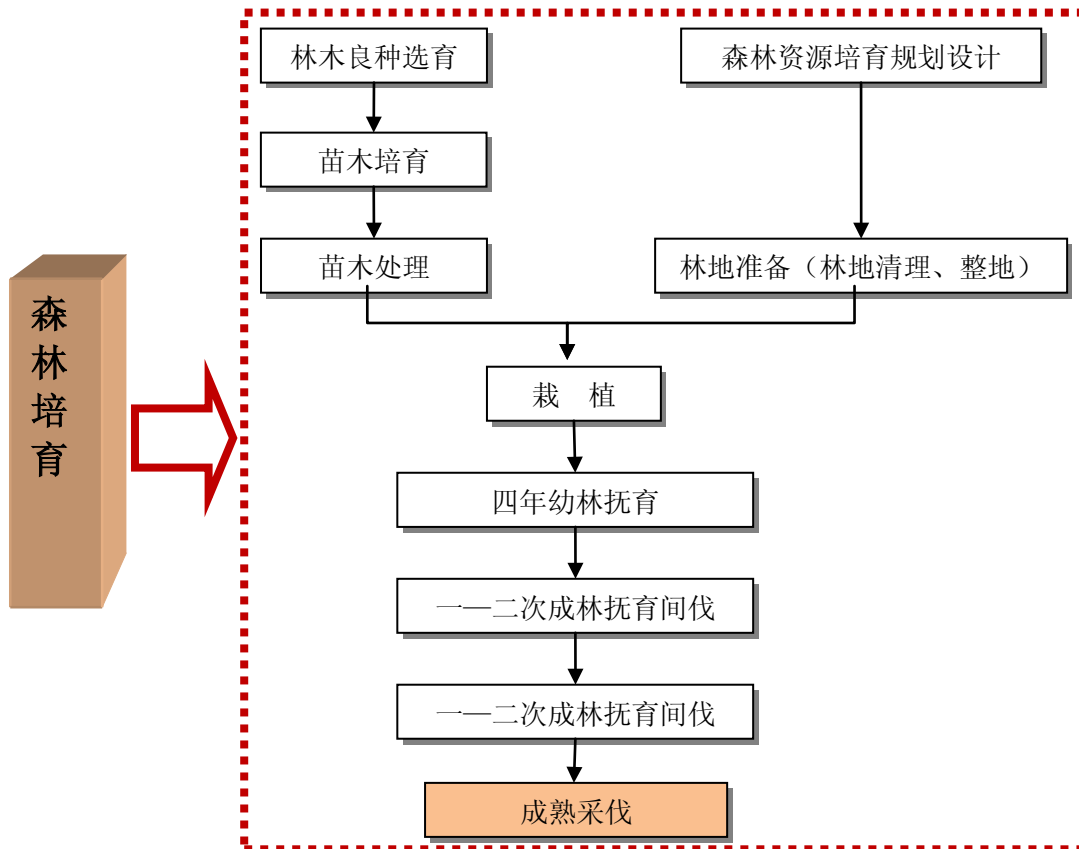 森林培育
林木良种选育
森林资源培育规划设计
苗木培育
苗木处理
林地准备（林地清理、整地）
栽　植
四年幼林抚育
一—二次成林抚育间伐
一—二次成林抚育间伐
成熟采伐